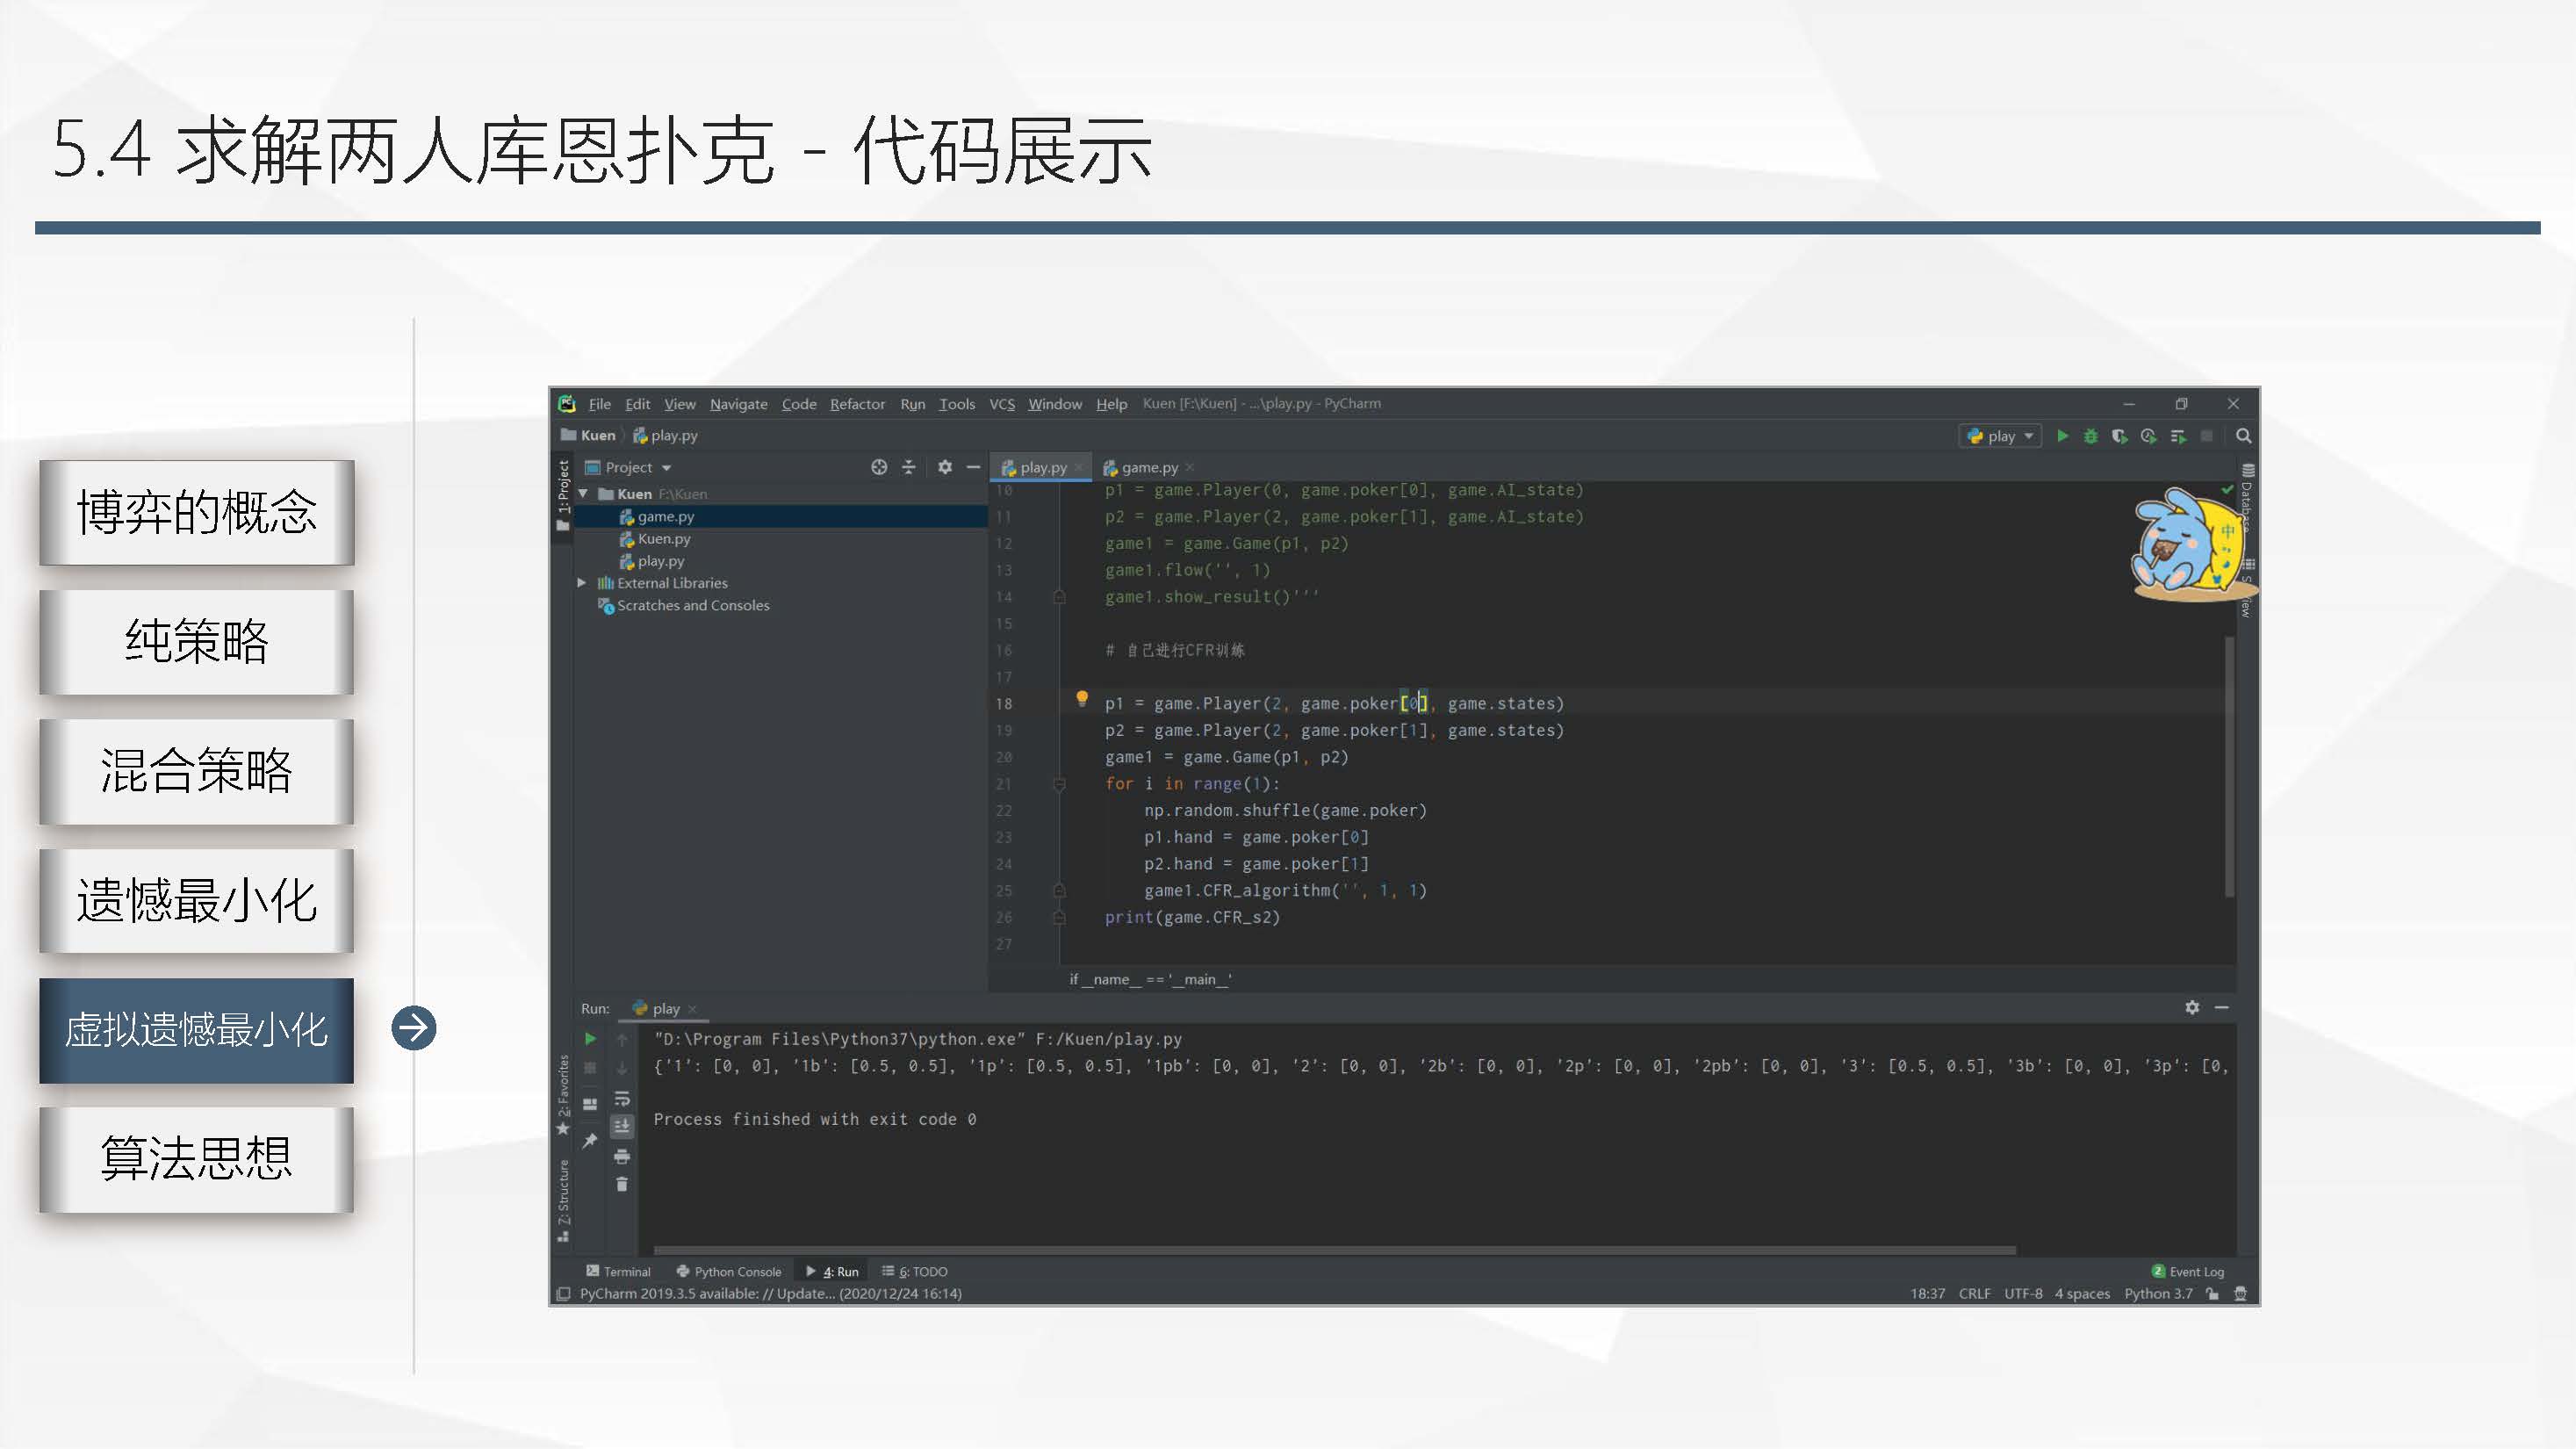 5.4 求解两人库恩扑克 - 代码展示
博弈的概念
纯策略
混合策略
遗憾最小化
虚拟遗憾最小化
算法思想
File Edit View Navigate Code Refactor Run Tools VCS Window Help Kuen [F:\Kuen] - ...\play.py - PyCharm
Kuen play.py
play
1: Project
Project
Kuen F:\Kuen
game.py
Kuen.py
play.py
External Libraries
Scratches and Consoles
play.py game.py
10 p1 = game.Player(0, game.poker[0], game.AI_state)
11 p2 = game.Player(2, game.poker[1], game.AI_state)
12 game1 = game.Game(p1, p2)
13 game1.flow('', 1)
14 game1.show_result()'''
15
16 # 自己进行CFR训练
17
18 p1 = game.Player(2, game.poker[0], game.states)
19 p2 = game.Player(2, game.poker[1], game.states)
20 game1 = game.Game(p1, p2)
21 for i in range(1):
22 np.random.shuffle(game.poker)
23 p1.hand = game.poker[0]
24 p2.hand = game.poker[1]
25 game1.CFR_algorithm('', 1, 1)
26 print(game.CFR_s2)
27
if __name__ == '__main__'
中
Run: play
"D:\Program Files\Python37\python.exe" F:/Kuen/play.py
{'1': [0, 0], '1b': [0.5, 0.5], '1p': [0.5, 0.5], '1pb': [0, 0], '2': [0, 0], '2b': [0, 0], '2p': [0, 0], '2pb': [0, 0], '3': [0.5, 0.5], '3b': [0, 0], '3p': [0,
Process finished with exit code 0
2: Favorites
Z: Structure
Terminal Python Console 4: Run 6: TODO
2 Event Log
PyCharm 2019.3.5 available: // Update... (2020/12/24 16:14)
18:37 CRLF UTF-8 4 spaces Python 3.7